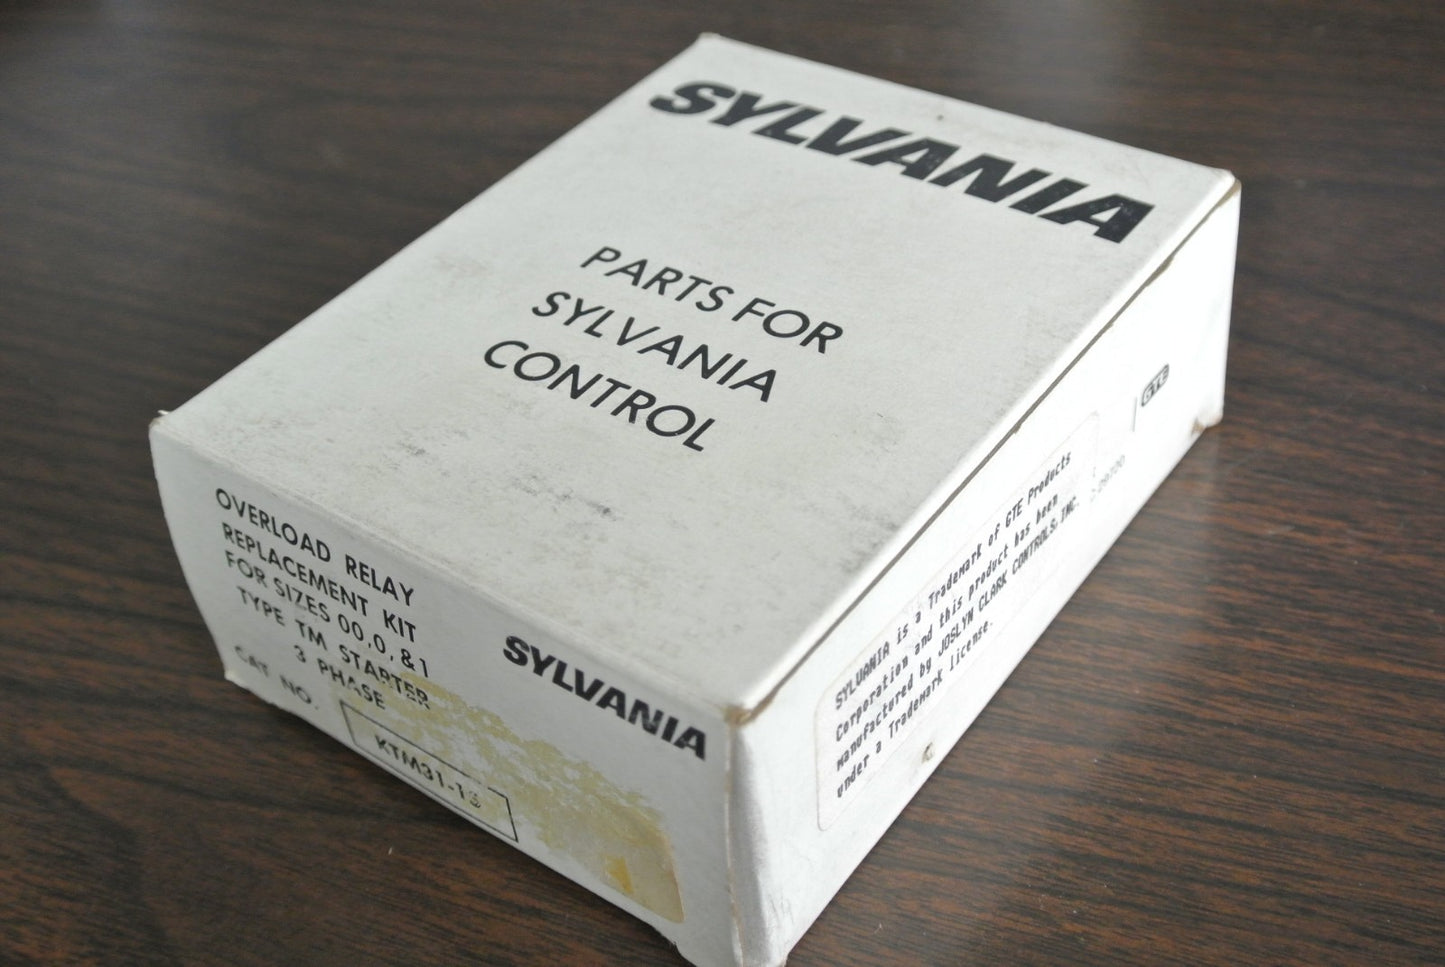 SYLVANIA
PARTS FOR
SYLVANIA
CONTROL
OVERLOAD RELAY
REPLACEMENT KIT
FOR SIZES 00,0,&1
TYPE TM STARTER
3 PHASE
CAT NO.
SYLVANIA
SYLVANIA is a Trademark of GTE Products
Corporation and this product has been
manufactured by JOSLYN CLARK CONTROLS, INC.
under a Trademark license.
GTE